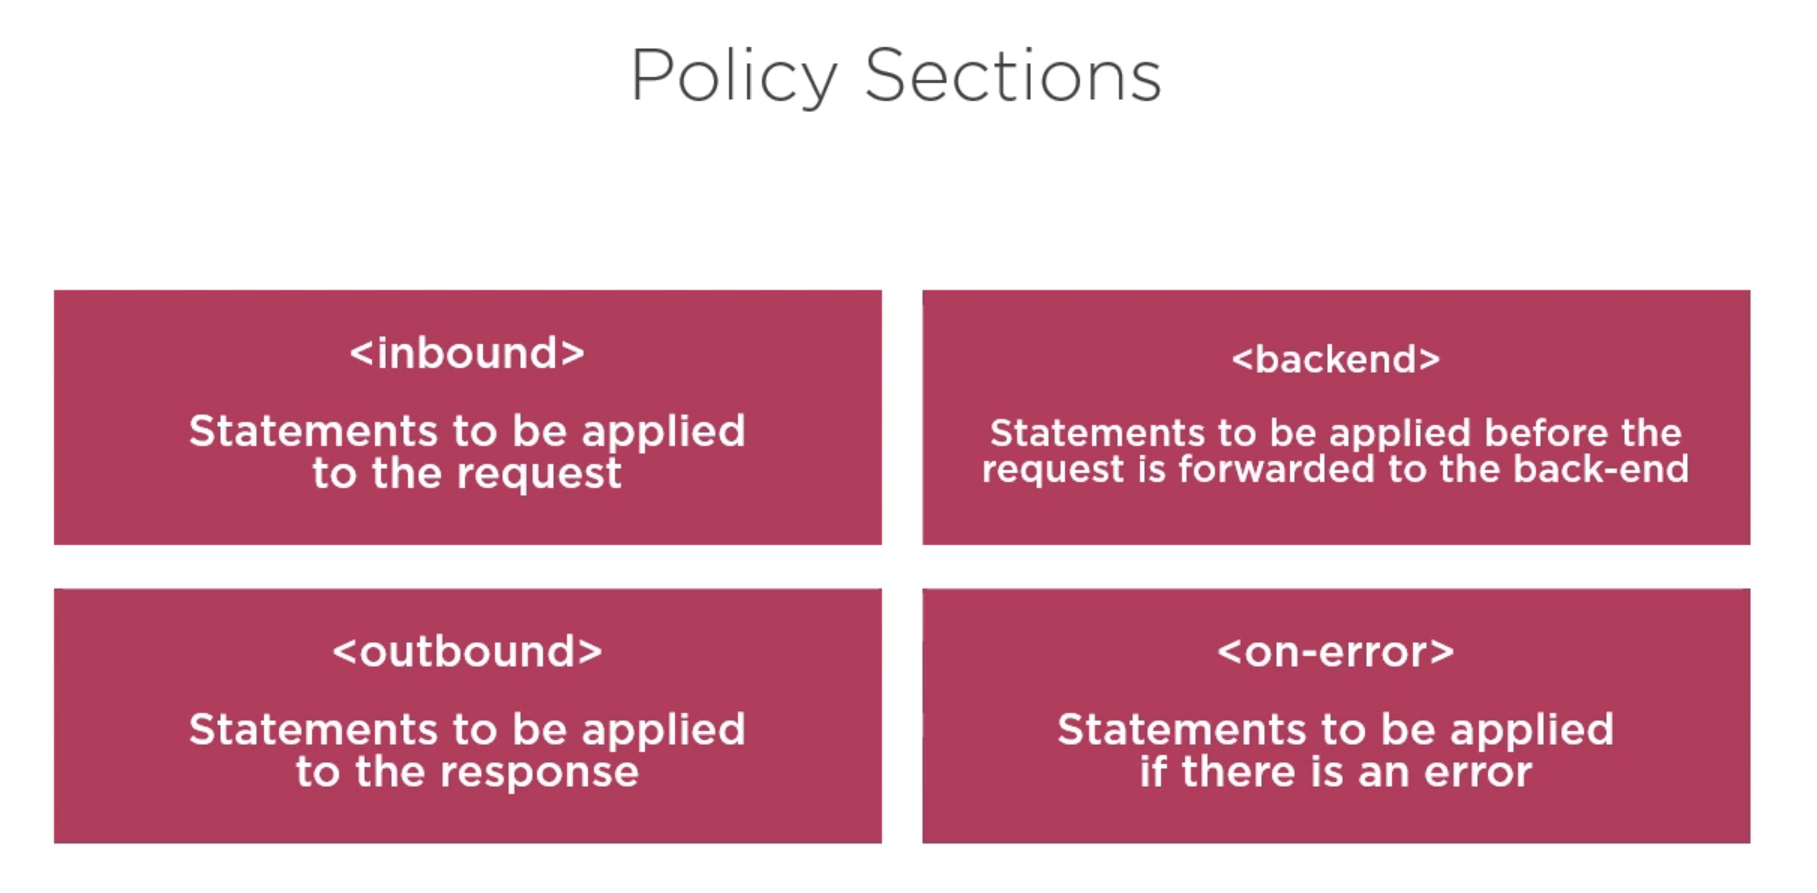 Policy Sections
<inbound>
Statements to be applied
to the request
<backend>
Statements to be applied before the
request is forwarded to the back-end
<outbound>
Statements to be applied
to the response
<on-error>
Statements to be applied
if there is an error